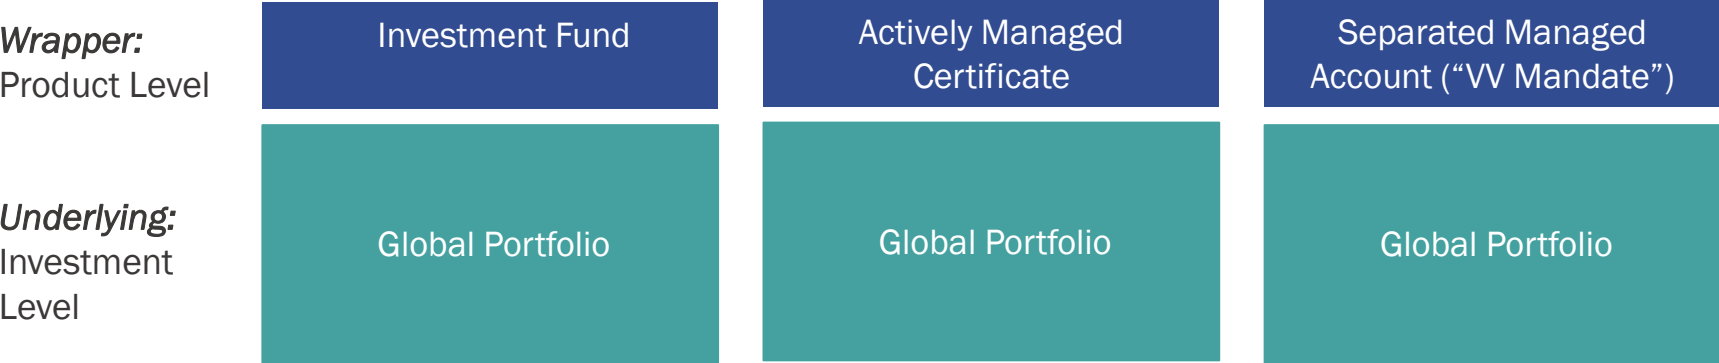 Wrapper:
Product Level
Investment Fund
Actively Managed
Certificate
Separated Managed
Account (“VV Mandate”)
Underlying:
Investment
Level
Global Portfolio
Global Portfolio
Global Portfolio